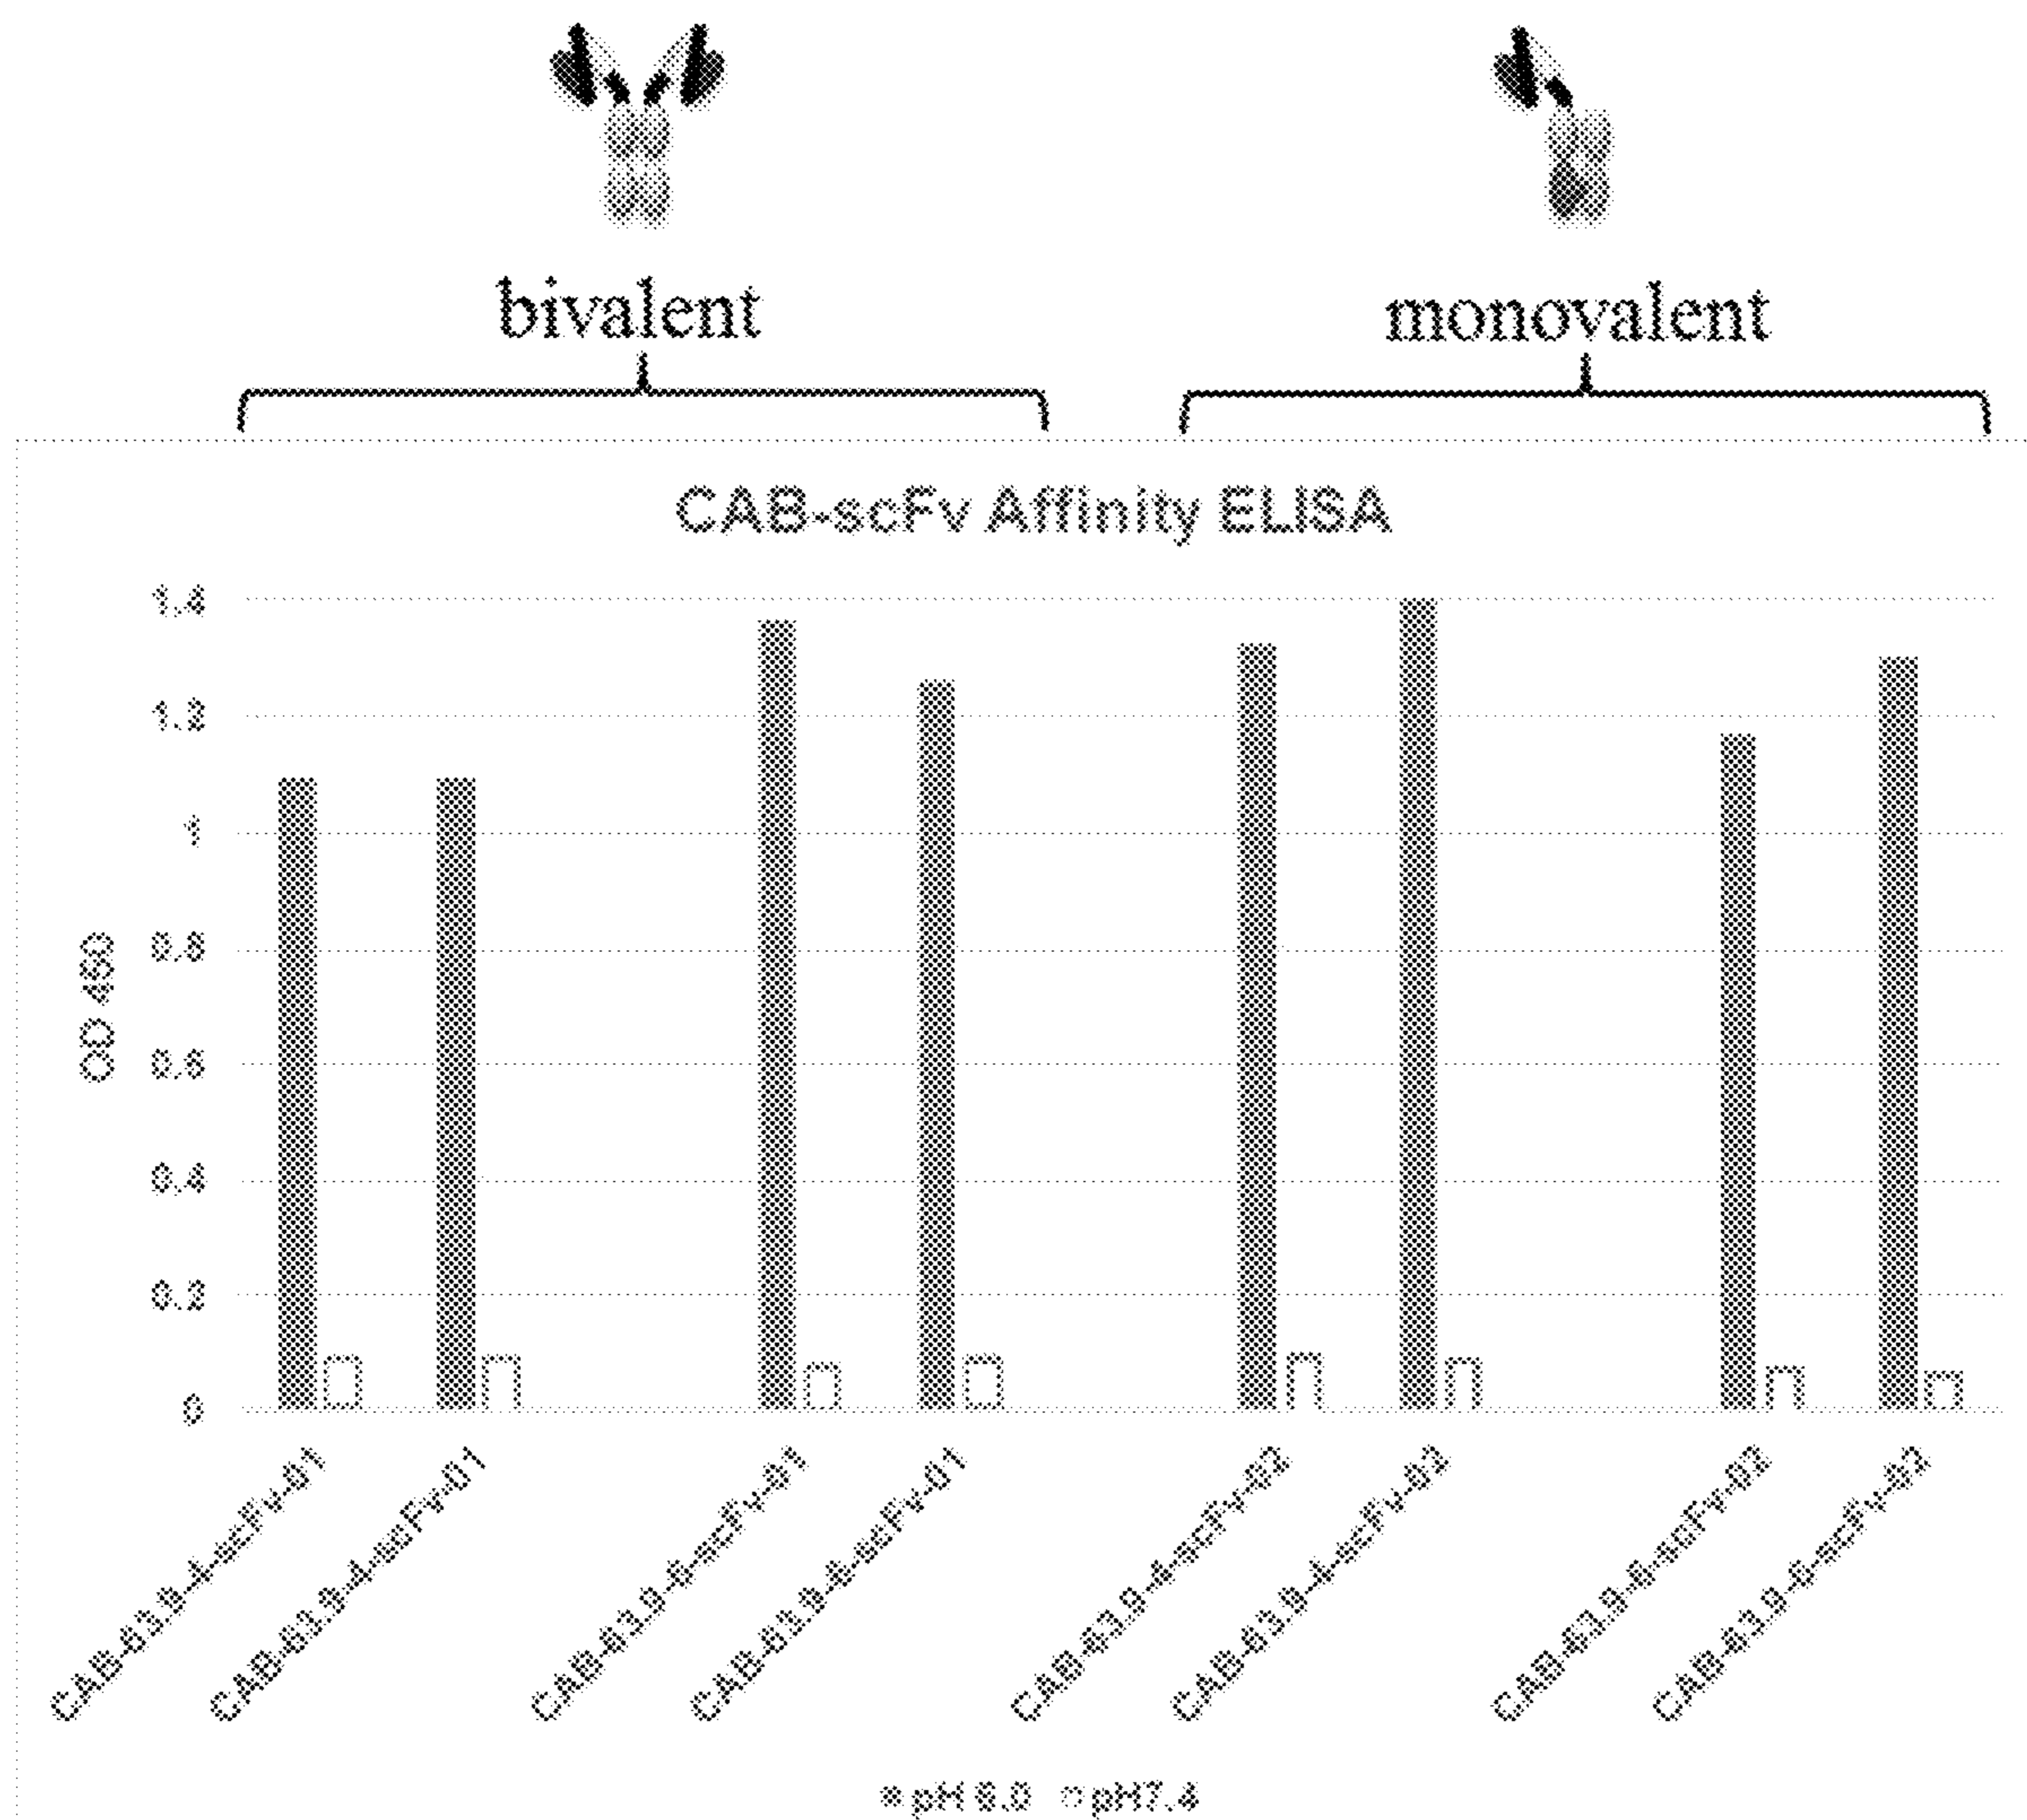 bivalent
monovalent
CAB-scFv Affinity ELISA
1.4
1.2
1
0.8
0.6
0.4
0.2
0
OD 450
CAB-63.9-4-scFv-01
CAB-63.9-4-scFv-01
CAB-63.9-6-scFv-01
CAB-63.9-6-scFv-01
CAB-63.9-4-scFv-02
CAB-63.9-4-scFv-02
CAB-63.9-6-scFv-02
CAB-63.9-6-scFv-02
pH 6.0 pH7.4